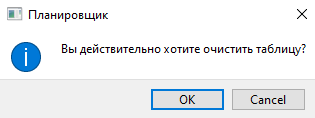 Планировщик
Вы действительно хотите очистить таблицу?
OK
Cancel